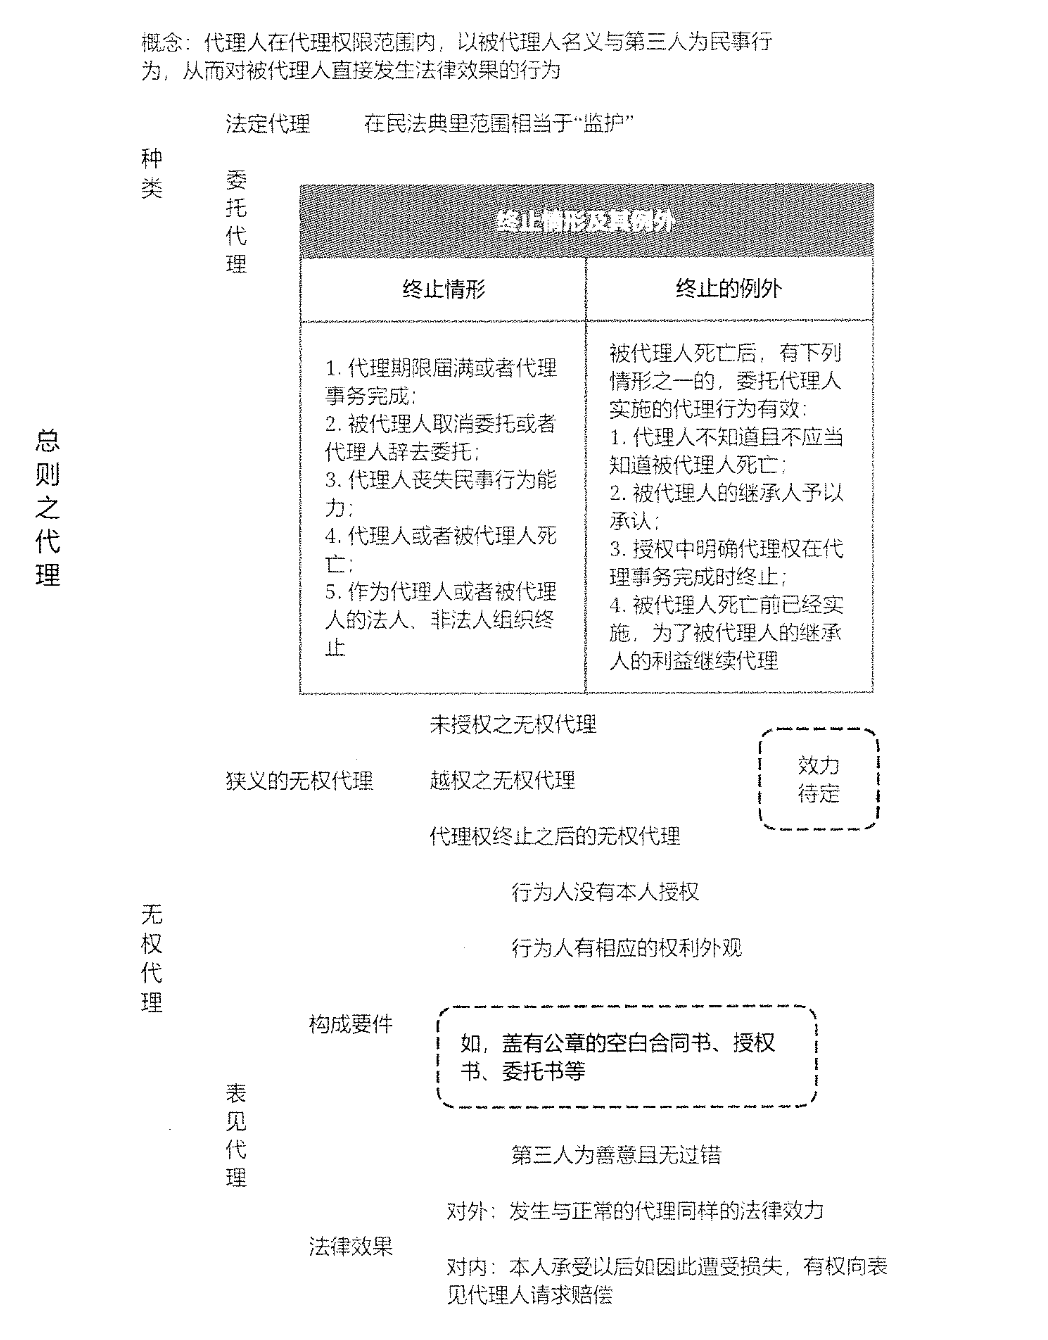 概念：代理人在代理权限范围内，以被代理人名义与第三人为民事行
为，从而对被代理人直接发生法律效果的行为
总则之代理
种类
法定代理 在民法典里范围相当于“监护”
委托代理
终止情形及其例外
终止情形
终止的例外
1. 代理期限届满或者代理
事务完成；
2. 被代理人取消委托或者
代理人辞去委托；
3. 代理人丧失民事行为能
力；
4. 代理人或者被代理人死
亡；
5. 作为代理人或者被代理
人的法人、非法人组织终
止
被代理人死亡后，有下列
情形之一的，委托代理人
实施的代理行为有效：
1. 代理人不知道且不应当
知道被代理人死亡；
2. 被代理人的继承人予以
承认；
3. 授权中明确代理权在代
理事务完成时终止；
4. 被代理人死亡前已经实
施，为了被代理人的继承
人的利益继续代理
无权代理
狭义的无权代理
未授权之无权代理
越权之无权代理
代理权终止之后的无权代理
效力
待定
表见代理
构成要件
行为人没有本人授权
行为人有相应的权利外观
如，盖有公章的空白合同书、授权
书、委托书等
第三人为善意且无过错
法律效果
对外：发生与正常的代理同样的法律效力
对内：本人承受以后如因此遭受损失，有权向表
见代理人请求赔偿